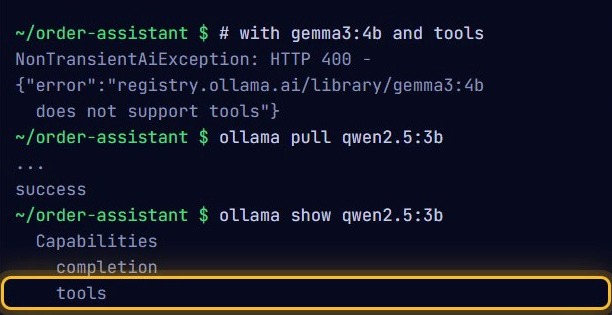 ~/order-assistant $ # with gemma3:4b and tools
NonTransientAiException: HTTP 400 -
{"error":"registry.ollama.ai/library/gemma3:4b
does not support tools"}
~/order-assistant $ ollama pull qwen2.5:3b
...
success
~/order-assistant $ ollama show qwen2.5:3b
Capabilities
completion
tools